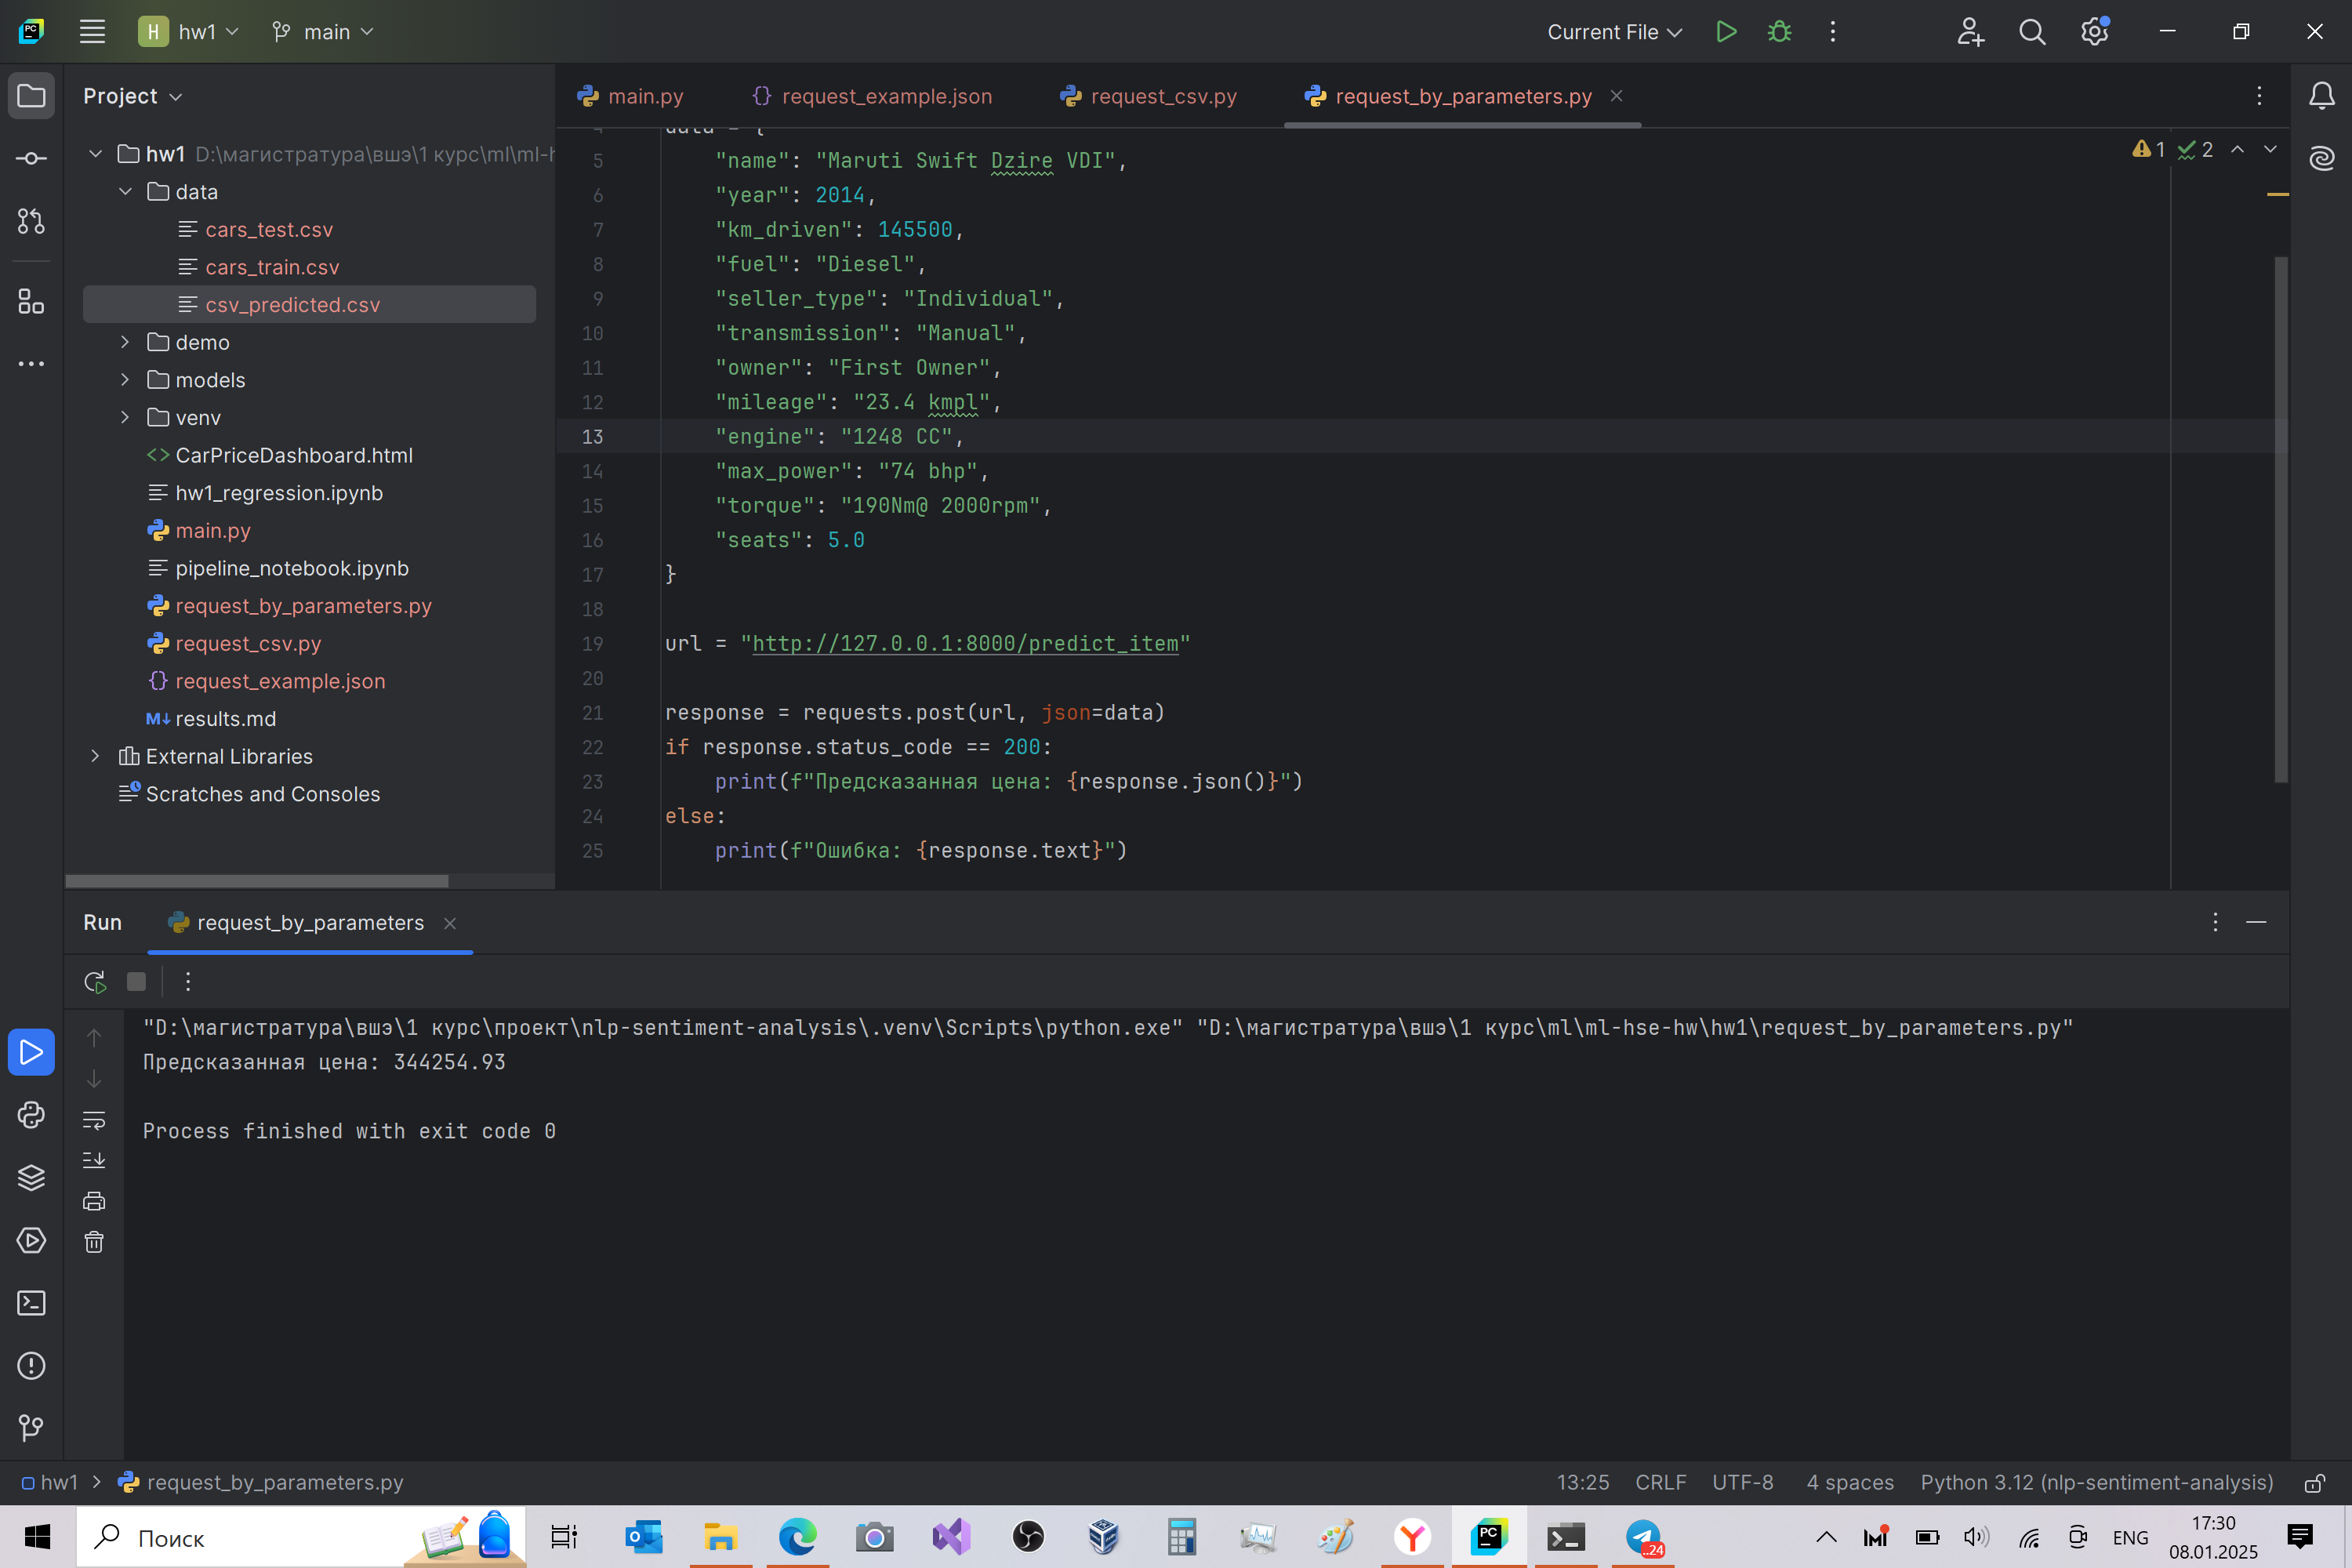 H hw1 main Current File
Project
main.py request_example.json request_csv.py request_by_parameters.py
hw1 D:\магистратура\вшэ\1 курс\ml\ml-h
data
cars_test.csv
cars_train.csv
csv_predicted.csv
demo
models
venv
CarPriceDashboard.html
hw1_regression.ipynb
main.py
pipeline_notebook.ipynb
request_by_parameters.py
request_csv.py
request_example.json
results.md
External Libraries
Scratches and Consoles
1 2
4 data = {
5 "name": "Maruti Swift Dzire VDI",
6 "year": 2014,
7 "km_driven": 145500,
8 "fuel": "Diesel",
9 "seller_type": "Individual",
10 "transmission": "Manual",
11 "owner": "First Owner",
12 "mileage": "23.4 kmpl",
13 "engine": "1248 CC",
14 "max_power": "74 bhp",
15 "torque": "190Nm@ 2000rpm",
16 "seats": 5.0
17 }
18
19 url = "http://127.0.0.1:8000/predict_item"
20
21 response = requests.post(url, json=data)
22 if response.status_code == 200:
23 print(f"Предсказанная цена: {response.json()}")
24 else:
25 print(f"Ошибка: {response.text}")
Run request_by_parameters
"D:\магистратура\вшэ\1 курс\проект\nlp-sentiment-analysis\.venv\Scripts\python.exe" "D:\магистратура\вшэ\1 курс\ml\ml-hse-hw\hw1\request_by_parameters.py"
Предсказанная цена: 344254.93
Process finished with exit code 0
hw1 request_by_parameters.py 13:25 CRLF UTF-8 4 spaces Python 3.12 (nlp-sentiment-analysis)
Поиск
PC
..24
ENG
17:30
08.01.2025